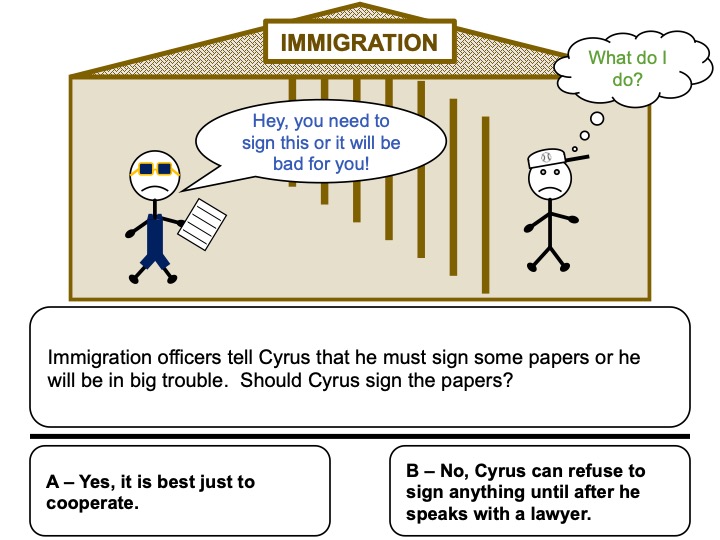 IMMIGRATION
What do I
do?
Hey, you need to
sign this or it will be
bad for you!
Immigration officers tell Cyrus that he must sign some papers or he
will be in big trouble.  Should Cyrus sign the papers?
A – Yes, it is best just to
cooperate.
B – No, Cyrus can refuse to
sign anything until after he
speaks with a lawyer.